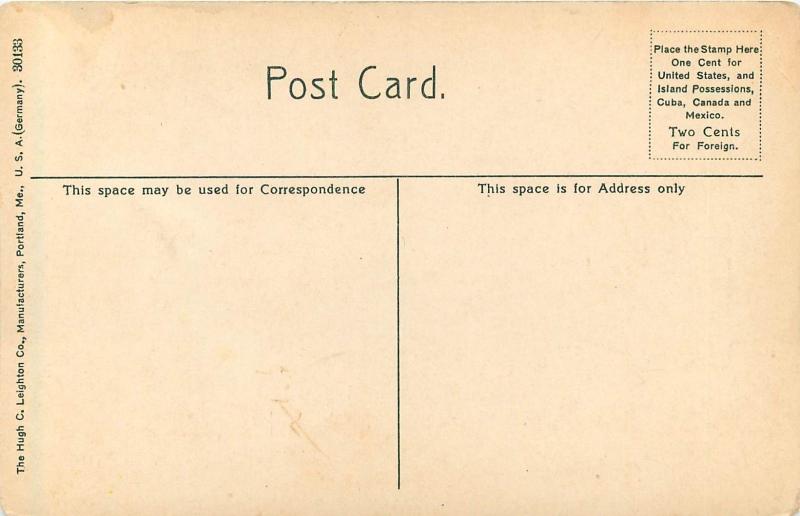 Post Card.
Place the Stamp Here
One Cent for
United States, and
Island Possessions,
Cuba, Canada and
Mexico.
Two Cents
For Foreign.
This space may be used for Correspondence
This space is for Address only
The Hugh C. Leighton Co., Manufacturers, Portland, Me., U. S. A. (Germany). 30133